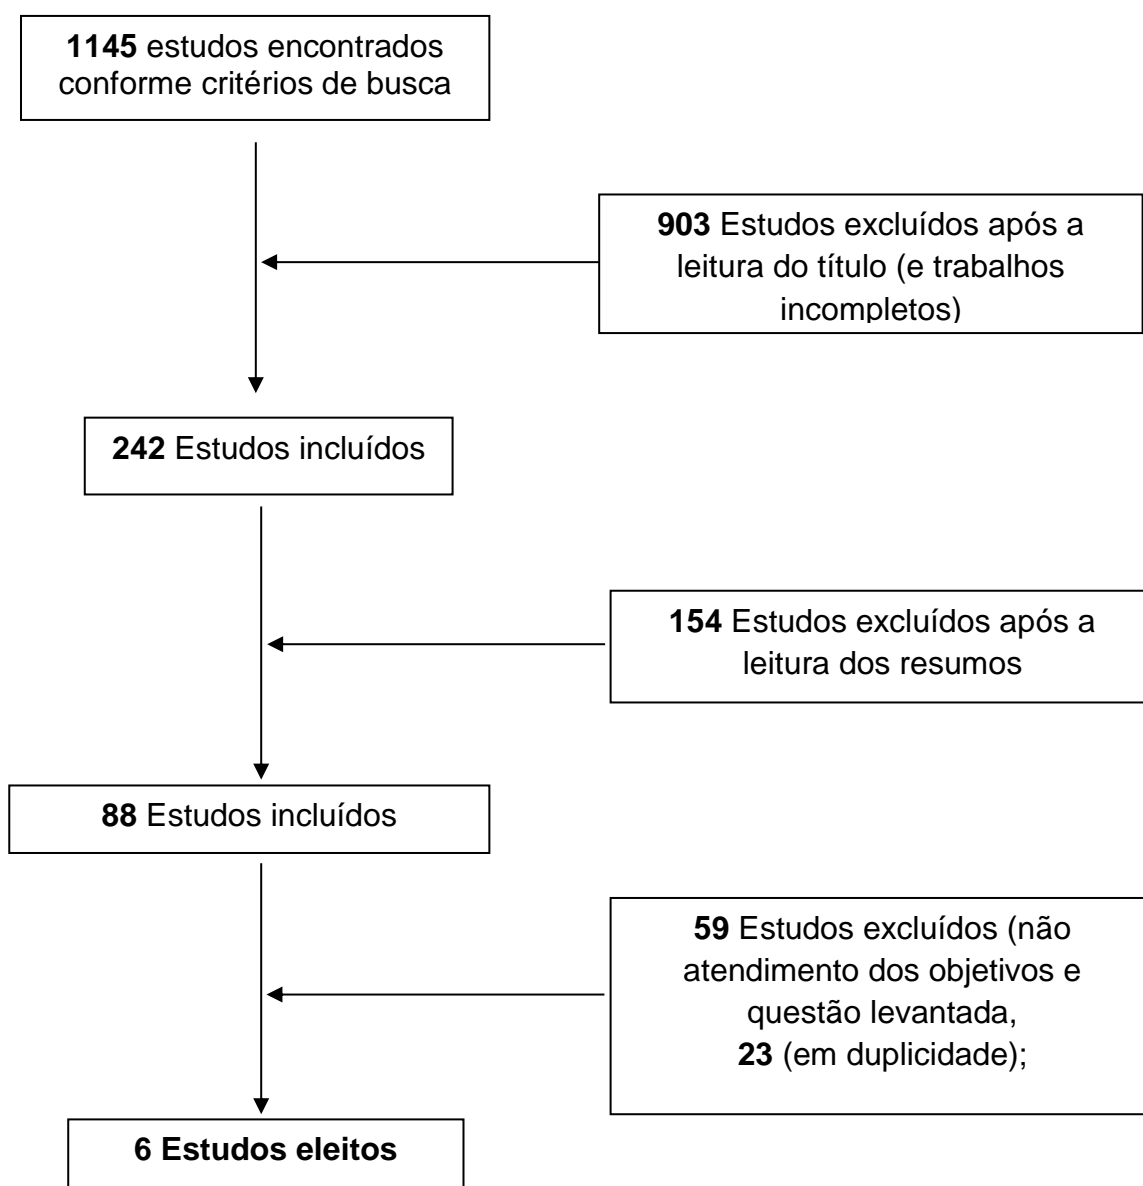 1145 estudos encontrados
conforme critérios de busca
903 Estudos excluídos após a
leitura do título (e trabalhos
incompletos)
242 Estudos incluídos
154 Estudos excluídos após a
leitura dos resumos
88 Estudos incluídos
59 Estudos excluídos (não
atendimento dos objetivos e
questão levantada,
23 (em duplicidade);
6 Estudos eleitos